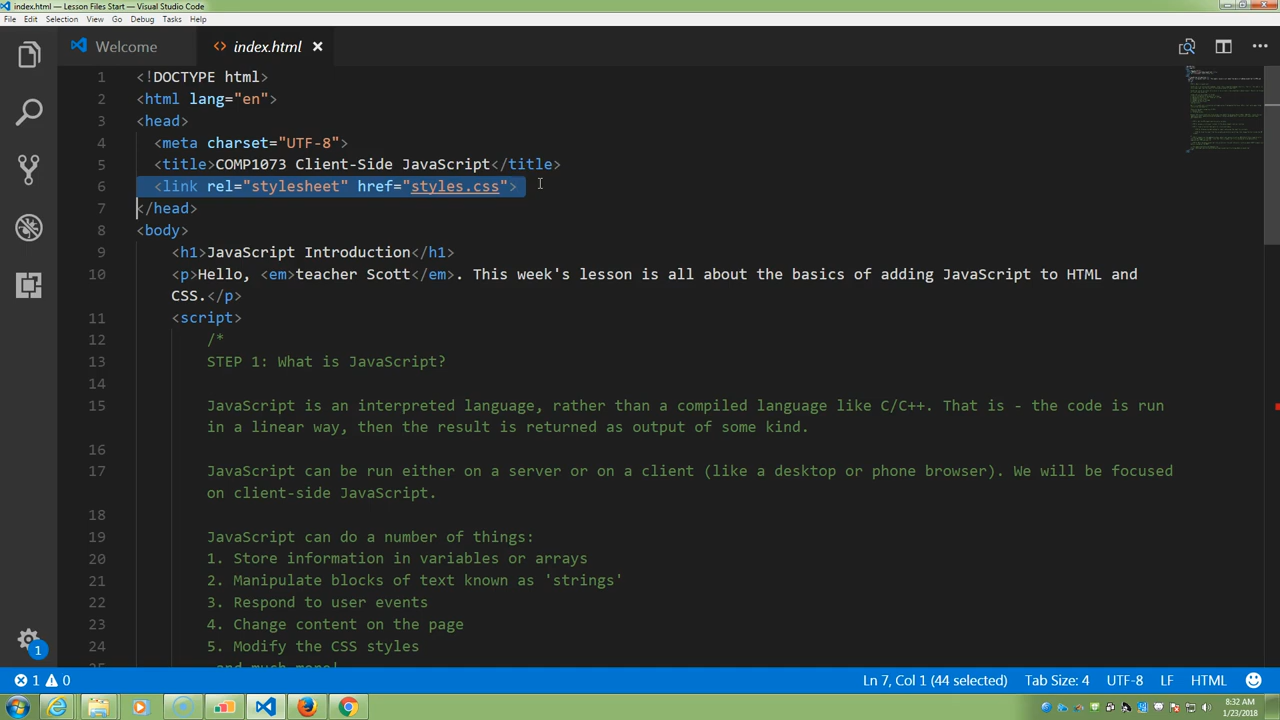 index.html — Lesson Files Start — Visual Studio Code
File Edit Selection View Go Debug Tasks Help
Welcome index.html
1 <!DOCTYPE html>
2 <html lang="en">
3 <head>
4 <meta charset="UTF-8">
5 <title>COMP1073 Client-Side JavaScript</title>
6 <link rel="stylesheet" href="styles.css">
7 </head>
8 <body>
9 <h1>JavaScript Introduction</h1>
10 <p>Hello, <em>teacher Scott</em>. This week's lesson is all about the basics of adding JavaScript to HTML and
CSS.</p>
11 <script>
12 /*
13 STEP 1: What is JavaScript?
14
15 JavaScript is an interpreted language, rather than a compiled language like C/C++. That is - the code is run
in a linear way, then the result is returned as output of some kind.
16
17 JavaScript can be run either on a server or on a client (like a desktop or phone browser). We will be focused
on client-side JavaScript.
18
19 JavaScript can do a number of things:
20 1. Store information in variables or arrays
21 2. Manipulate blocks of text known as 'strings'
22 3. Respond to user events
23 4. Change content on the page
24 5. Modify the CSS styles
25 and much more!
1
1 0 Ln 7, Col 1 (44 selected) Tab Size: 4 UTF-8 LF HTML
8:32 AM
1/23/2018